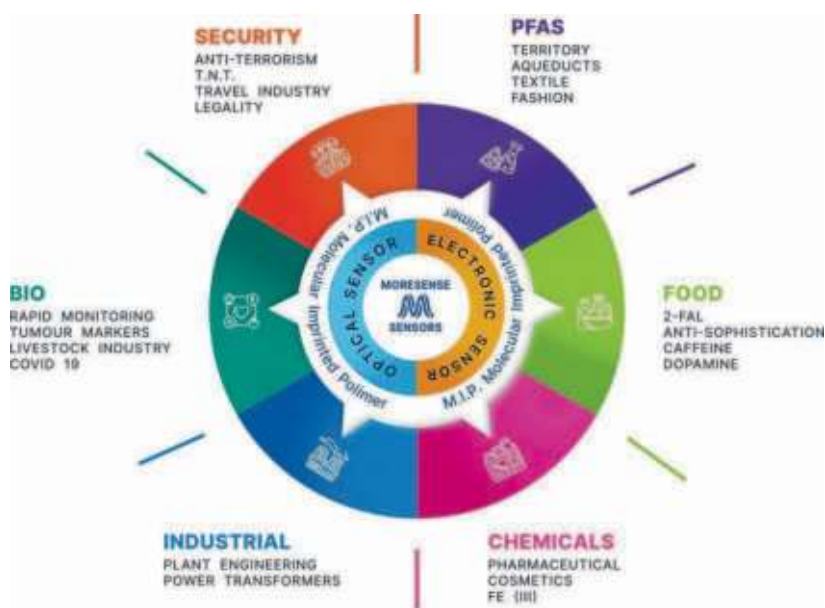 SECURITY
ANTI-TERRORISM
T.N.T.
TRAVEL INDUSTRY
LEGALITY
PFAS
TERRITORY
AQUEDUCTS
TEXTILE
FASHION
BIO
RAPID MONITORING
TUMOUR MARKERS
LIVESTOCK INDUSTRY
COVID 19
M.I.P. Molecular Imprinted Polimer
OPTICAL SENSOR
MORESENSE
SENSORS
ELECTRONIC SENSOR
M.I.P. Molecular Imprinted Polimer
FOOD
2-FAL
ANTI-SOPHISTICATION
CAFFEINE
DOPAMINE
INDUSTRIAL
PLANT ENGINEERING
POWER TRANSFORMERS
CHEMICALS
PHARMACEUTICAL
COSMETICS
FE (III)